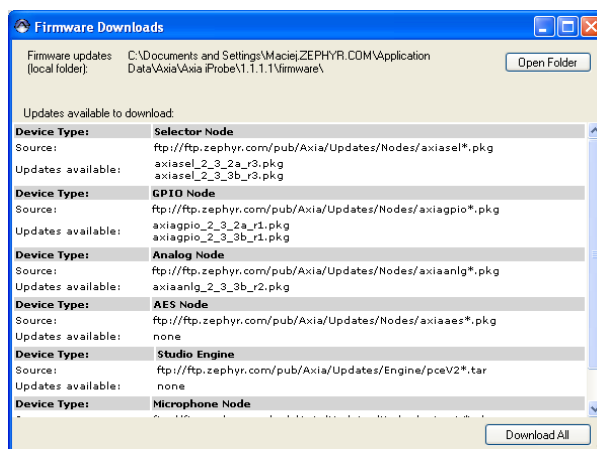 Firmware Downloads
Firmware updates (local folder): C:\Documents and Settings\Maciej.ZEPHYR.COM\Application Data\Axia\Axia iProbe\1.1.1.1\firmware\
Open Folder
Updates available to download:
Device Type: Selector Node
Source: ftp://ftp.zephyr.com/pub/Axia/Updates/Nodes/axiasel*.pkg
Updates available: axiasel_2_3_2a_r3.pkg
axiasel_2_3_3b_r3.pkg
Device Type: GPIO Node
Source: ftp://ftp.zephyr.com/pub/Axia/Updates/Nodes/axiagpio*.pkg
Updates available: axiagpio_2_3_2a_r1.pkg
axiagpio_2_3_3b_r1.pkg
Device Type: Analog Node
Source: ftp://ftp.zephyr.com/pub/Axia/Updates/Nodes/axiaanlg*.pkg
Updates available: axiaanlg_2_3_3b_r2.pkg
Device Type: AES Node
Source: ftp://ftp.zephyr.com/pub/Axia/Updates/Nodes/axiaaes*.pkg
Updates available: none
Device Type: Studio Engine
Source: ftp://ftp.zephyr.com/pub/Axia/Updates/Engine/pceV2*.tar
Updates available: none
Device Type: Microphone Node
Download All